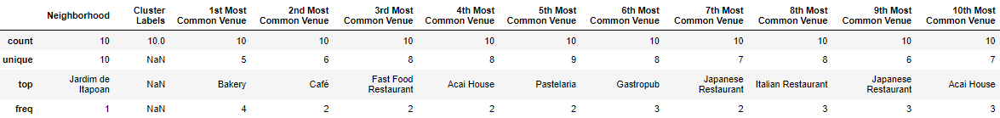 Neighborhood Cluster Labels 1st Most Common Venue 2nd Most Common Venue 3rd Most Common Venue 4th Most Common Venue 5th Most Common Venue 6th Most Common Venue 7th Most Common Venue 8th Most Common Venue 9th Most Common Venue 10th Most Common Venue
count 10 10.0 10 10 10 10 10 10 10 10 10 10
unique 10 NaN 5 6 8 8 9 8 7 8 6 7
top Jardim de Itapoan NaN Bakery Café Fast Food Restaurant Acai House Pastelaria Gastropub Japanese Restaurant Italian Restaurant Japanese Restaurant Acai House
freq 1 NaN 4 2 2 2 2 3 2 3 3 3